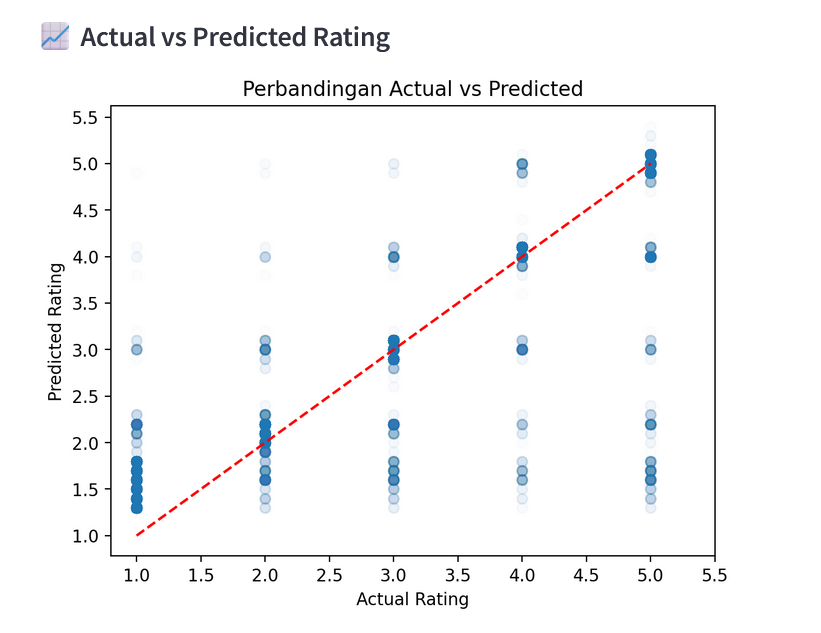 Actual vs Predicted Rating
Perbandingan Actual vs Predicted
5.5
5.0
4.5
4.0
3.5
3.0
2.5
2.0
1.5
1.0
Predicted Rating
1.0 1.5 2.0 2.5 3.0 3.5 4.0 4.5 5.0 5.5
Actual Rating